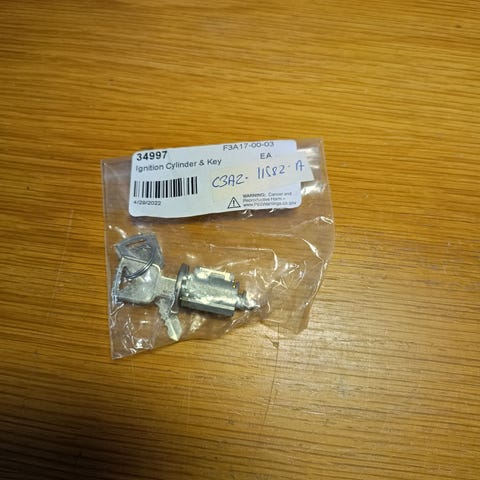 34997 F3A17-00-03
Ignition Cylinder & Key EA
C3AZ- 11582-A
4/29/2022
WARNING: Cancer and
Reproductive Harm -
www.P65Warnings.ca.gov